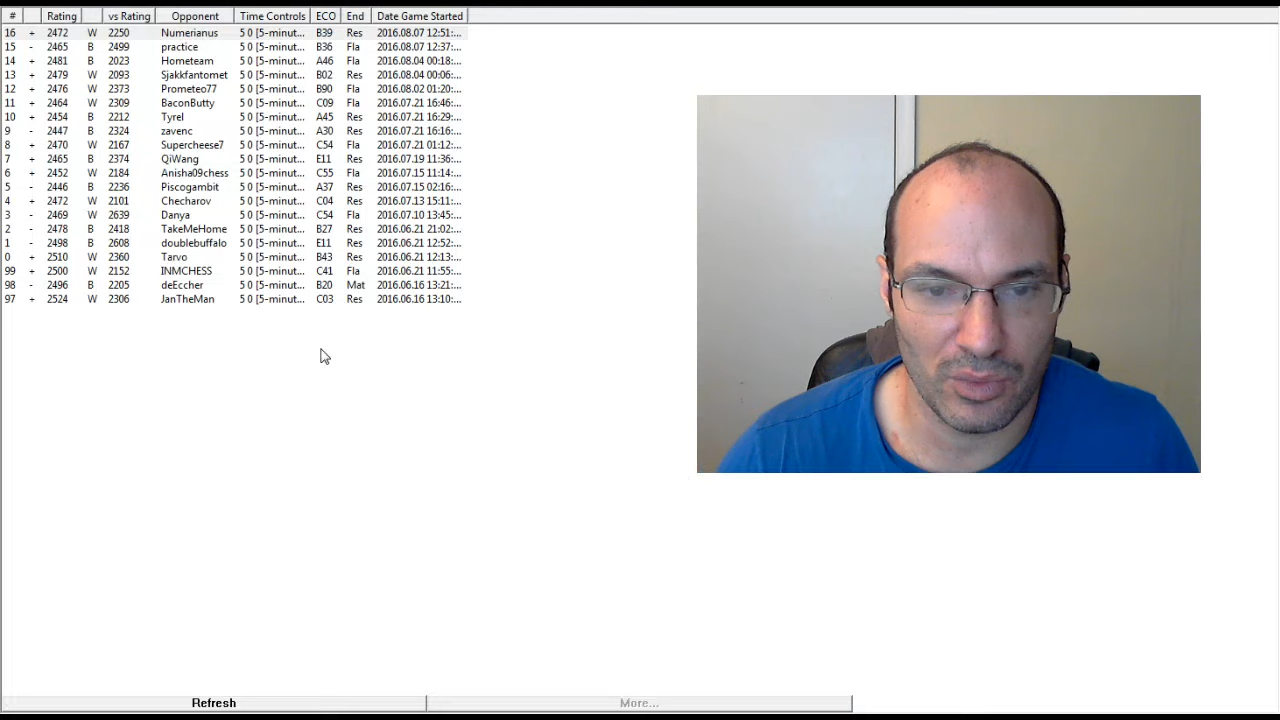 # Rating vs Rating Opponent Time Controls ECO End Date Game Started
16 + 2472 W 2250 Numerianus 5 0 [5-minut... B39 Res 2016.08.07 12:51:...
15 - 2465 B 2499 practice 5 0 [5-minut... B36 Fla 2016.08.07 12:37:...
14 + 2481 B 2023 Hometeam 5 0 [5-minut... A46 Fla 2016.08.04 00:18:...
13 + 2479 W 2093 Sjakkfantomet 5 0 [5-minut... B02 Res 2016.08.04 00:06:...
12 + 2476 W 2373 Prometeo77 5 0 [5-minut... B90 Fla 2016.08.02 01:20:...
11 + 2464 W 2309 BaconButty 5 0 [5-minut... C09 Res 2016.07.21 16:46:...
10 + 2454 B 2212 Tyrel 5 0 [5-minut... A45 Res 2016.07.21 16:29:...
9 - 2447 B 2324 zavenc 5 0 [5-minut... A30 Res 2016.07.21 16:16:...
8 + 2470 W 2167 Supercheese7 5 0 [5-minut... C54 Fla 2016.07.21 01:12:...
7 + 2465 B 2374 QiWang 5 0 [5-minut... E11 Res 2016.07.19 11:36:...
6 + 2452 W 2184 Anisha09chess 5 0 [5-minut... C55 Fla 2016.07.15 11:14:...
5 - 2446 B 2236 Piscogambit 5 0 [5-minut... A37 Res 2016.07.15 02:16:...
4 + 2472 W 2101 Checharov 5 0 [5-minut... C04 Res 2016.07.13 15:11:...
3 - 2469 W 2639 Danya 5 0 [5-minut... C54 Fla 2016.07.10 13:45:...
2 - 2478 B 2418 TakeMeHome 5 0 [5-minut... B27 Res 2016.06.21 21:02:...
1 - 2498 B 2608 doublebuffalo 5 0 [5-minut... E11 Res 2016.06.21 12:52:...
0 + 2510 W 2360 Tarvo 5 0 [5-minut... B43 Res 2016.06.21 12:13:...
99 + 2500 W 2152 INMCHESS 5 0 [5-minut... C41 Fla 2016.06.21 11:55:...
98 - 2496 B 2205 deEccher 5 0 [5-minut... B20 Mat 2016.06.16 13:21:...
97 + 2524 W 2306 JanTheMan 5 0 [5-minut... C03 Res 2016.06.16 13:10:...
Refresh More...